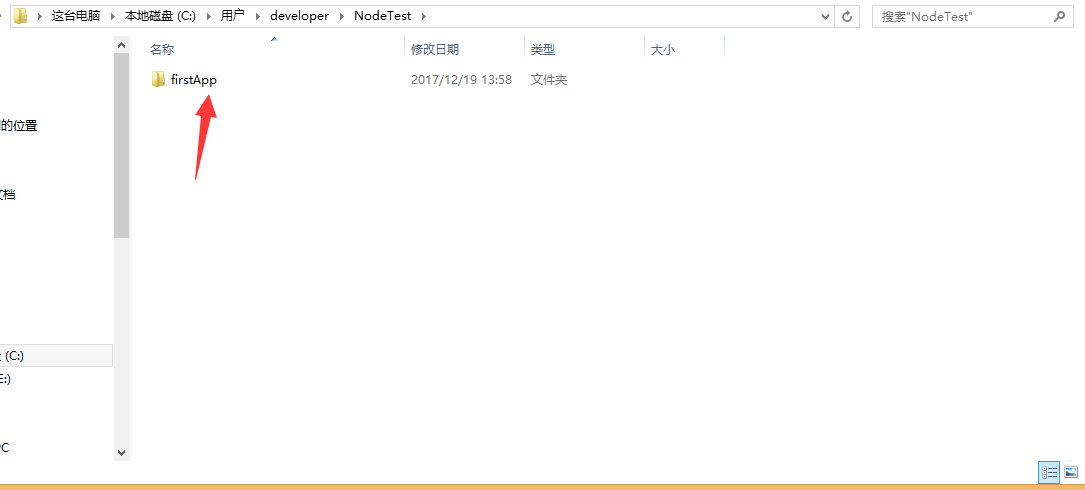 这台电脑 本地磁盘 (C:) 用户 developer NodeTest
搜索"NodeTest"
名称 修改日期 类型 大小
firstApp 2017/12/19 13:58 文件夹
的位置
文档
(C:)
E:)
PC